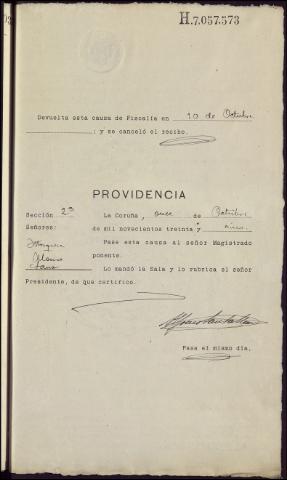 H.7.057.573
Devuelta esta causa de Fiscalía en 10 de Octubre
; y se canceló el recibo.
PROVIDENCIA
Sección 2ª La Coruña, once de Octubre
Señores: de mil novecientos treinta y
Pase esta causa al señor Magistrado
Alonso ponente.
Lo mandó la Sala y lo rubrica el señor
Presidente, de que certifico.
Pasa el mismo día.